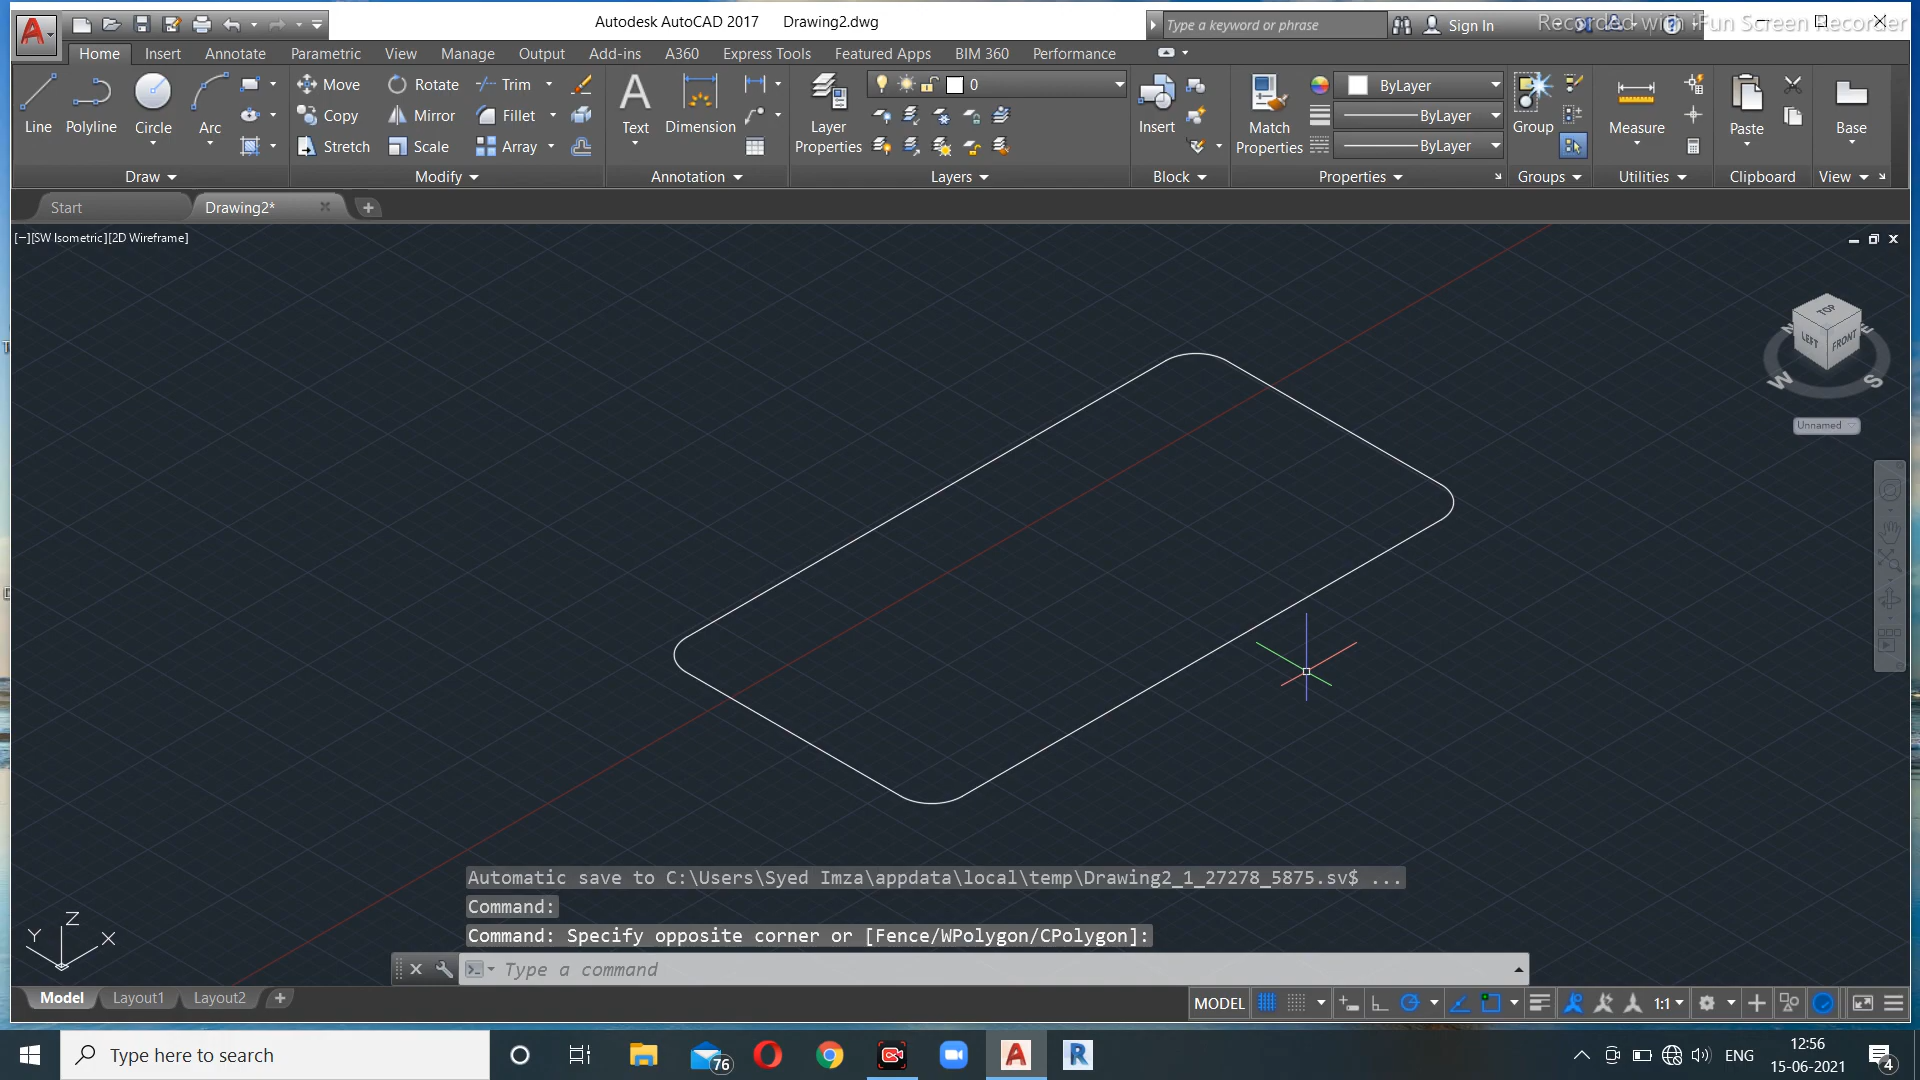 Autodesk AutoCAD 2017 Drawing2.dwg
Type a keyword or phrase
Sign In
Recorded with iFun Screen Recorder
Home Insert Annotate Parametric View Manage Output Add-ins A360 Express Tools Featured Apps BIM 360 Performance
Line
Polyline
Circle
Arc
Draw
Move
Rotate
Trim
Copy
Mirror
Fillet
Stretch
Scale
Array
Modify
Text
Dimension
Annotation
Layer
Properties
0
Layers
Insert
Block
Match
Properties
ByLayer
ByLayer
ByLayer
Properties
Group
Groups
Measure
Utilities
Paste
Clipboard
Base
View
Start
Drawing2*
[−][SW Isometric][2D Wireframe]
TOP
LEFT
FRONT
N
E
W
S
Unnamed
Automatic save to C:\Users\Syed Imza\appdata\local\temp\Drawing2_1_27278_5875.sv$ ...
Command:
Command: Specify opposite corner or [Fence/WPolygon/CPolygon]:
Type a command
Y
Z
X
Model
Layout1
Layout2
MODEL
1:1
Type here to search
76
ENG
12:56
15-06-2021
4